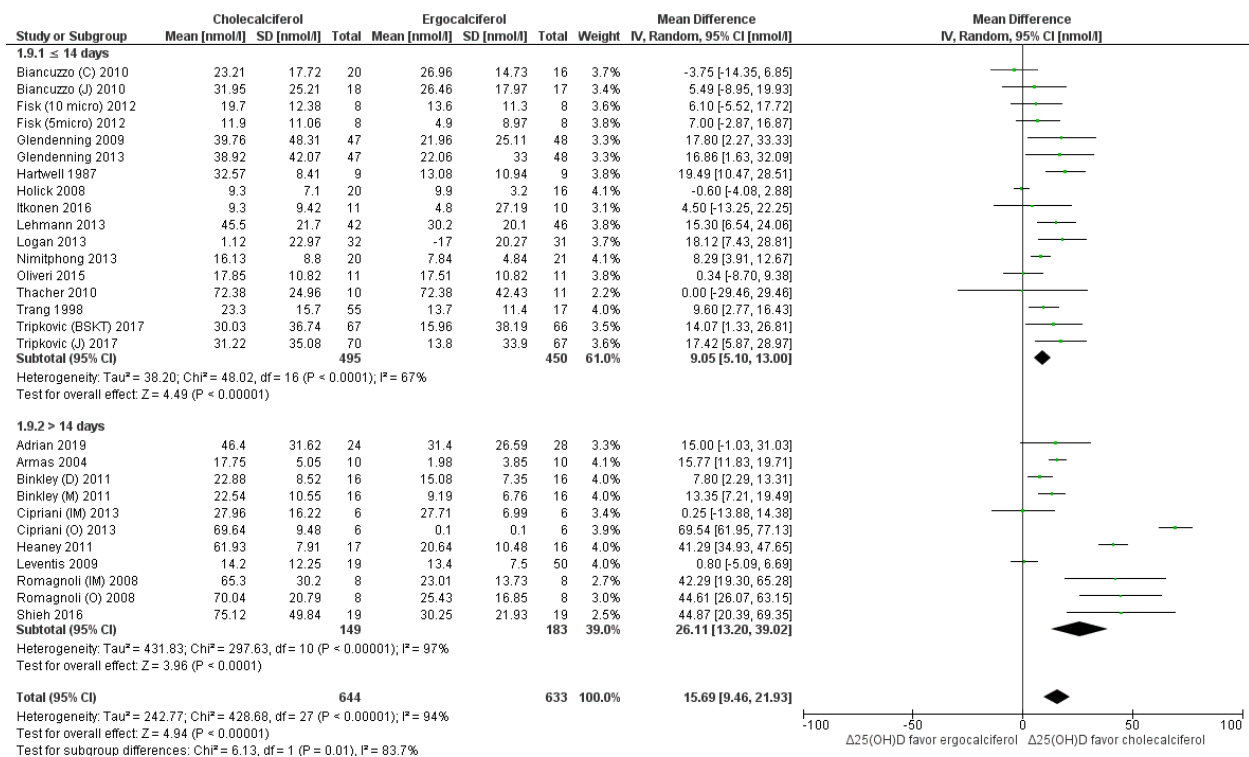 Cholecalciferol Ergocalciferol Mean Difference Mean Difference
Study or Subgroup Mean [nmol/l] SD [nmol/l] Total Mean [nmol/l] SD [nmol/l] Total Weight IV, Random, 95% CI [nmol/l] IV, Random, 95% CI [nmol/l]
1.9.1 ≤ 14 days
Biancuzzo (C) 2010 23.21 17.72 20 26.96 14.73 16 3.7% -3.75 [-14.35, 6.85]
Biancuzzo (J) 2010 31.95 25.21 18 26.46 17.97 17 3.4% 5.49 [-8.95, 19.93]
Fisk (10 micro) 2012 19.7 12.38 8 13.6 11.3 8 3.6% 6.10 [-5.52, 17.72]
Fisk (5micro) 2012 11.9 11.06 8 4.9 8.97 8 3.8% 7.00 [-2.87, 16.87]
Glendenning 2009 39.76 48.31 47 21.96 25.11 48 3.3% 17.80 [2.27, 33.33]
Glendenning 2013 38.92 42.07 47 22.06 33 48 3.3% 16.86 [1.63, 32.09]
Hartwell 1987 32.57 8.41 9 13.08 10.94 9 3.8% 19.49 [10.47, 28.51]
Holick 2008 9.3 7.1 20 9.9 3.2 16 4.1% -0.60 [-4.08, 2.88]
Itkonen 2016 9.3 9.42 11 4.8 27.19 10 3.1% 4.50 [-13.25, 22.25]
Lehmann 2013 45.5 21.7 42 30.2 20.1 46 3.8% 15.30 [6.54, 24.06]
Logan 2013 1.12 22.97 32 -17 20.27 31 3.7% 18.12 [7.43, 28.81]
Nimitphong 2013 16.13 8.8 20 7.84 4.84 21 4.1% 8.29 [3.91, 12.67]
Oliveri 2015 17.85 10.82 11 17.51 10.82 11 3.8% 0.34 [-8.70, 9.38]
Thacher 2010 72.38 24.96 10 72.38 42.43 11 2.2% 0.00 [-29.46, 29.46]
Trang 1998 23.3 15.7 55 13.7 11.4 17 4.0% 9.60 [2.77, 16.43]
Tripkovic (BSKT) 2017 30.03 36.74 67 15.96 38.19 66 3.5% 14.07 [1.33, 26.81]
Tripkovic (J) 2017 31.22 35.08 70 13.8 33.9 67 3.6% 17.42 [5.87, 28.97]
Subtotal (95% CI) 495 450 61.0% 9.05 [5.10, 13.00]
Heterogeneity: Tau² = 38.20; Chi² = 48.02, df = 16 (P < 0.0001); I² = 67%
Test for overall effect: Z = 4.49 (P < 0.00001)
1.9.2 > 14 days
Adrian 2019 46.4 31.62 24 31.4 26.59 28 3.3% 15.00 [-1.03, 31.03]
Armas 2004 17.75 5.05 10 1.98 3.85 10 4.1% 15.77 [11.83, 19.71]
Binkley (D) 2011 22.88 8.52 16 15.08 7.35 16 4.0% 7.80 [2.29, 13.31]
Binkley (M) 2011 22.54 10.55 16 9.19 6.76 16 4.0% 13.35 [7.21, 19.49]
Cipriani (IM) 2013 27.96 16.22 6 27.71 6.99 6 3.4% 0.25 [-13.88, 14.38]
Cipriani (O) 2013 69.64 9.48 6 0.1 0.1 6 3.9% 69.54 [61.95, 77.13]
Heaney 2011 61.93 7.91 17 20.64 10.48 16 4.0% 41.29 [34.93, 47.65]
Leventis 2009 14.2 12.25 19 13.4 7.5 50 4.0% 0.80 [-5.09, 6.69]
Romagnoli (IM) 2008 65.3 30.2 8 23.01 13.73 8 2.7% 42.29 [19.30, 65.28]
Romagnoli (O) 2008 70.04 20.79 8 25.43 16.85 8 3.1% 44.61 [26.07, 63.15]
Shieh 2016 75.12 49.84 19 30.25 21.93 19 2.5% 44.87 [20.39, 69.35]
Subtotal (95% CI) 149 183 39.0% 26.11 [13.20, 39.02]
Heterogeneity: Tau² = 431.83; Chi² = 297.63, df = 10 (P < 0.00001); I² = 97%
Test for overall effect: Z = 3.96 (P < 0.0001)
Total (95% CI) 644 633 100.0% 15.69 [9.46, 21.93]
Heterogeneity: Tau² = 242.77; Chi² = 428.68, df = 27 (P < 0.00001); I² = 94%
Test for overall effect: Z = 4.94 (P < 0.00001)
Test for subgroup differences: Chi² = 6.13, df = 1 (P = 0.01), I² = 83.7%
-100 -50 0 50 100
Δ25(OH)D favor ergocalciferol Δ25(OH)D favor cholecalciferol